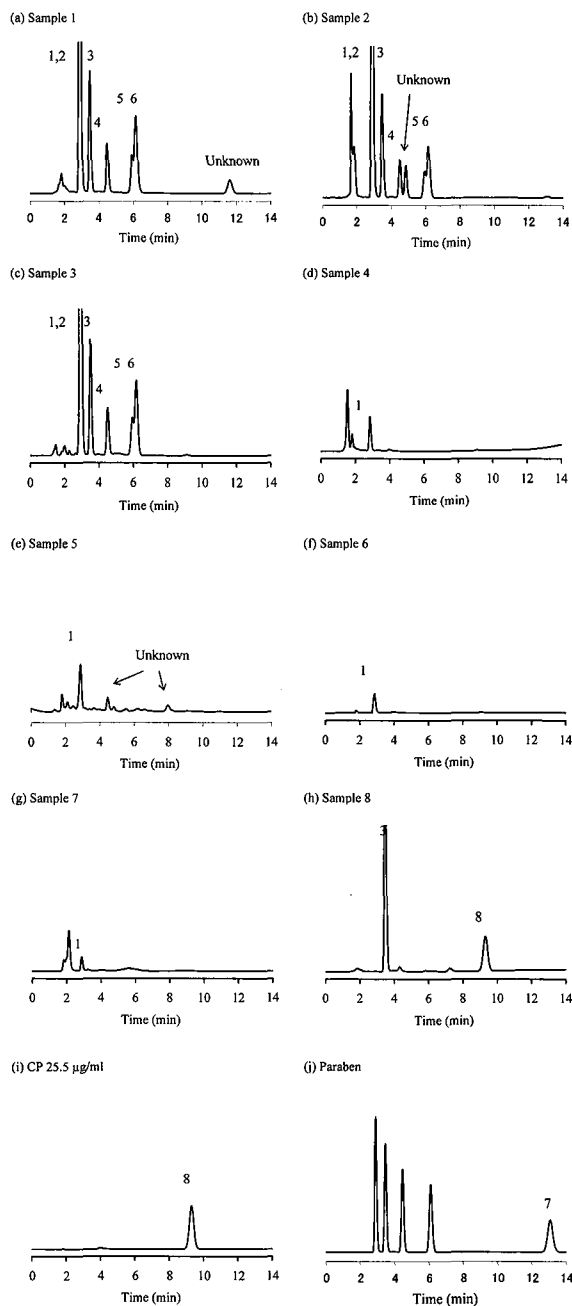 (a) Sample 1
(b) Sample 2
1,2
3
4
5 6
Unknown
0 2 4 6 8 10 12 14
Time (min)
1,2
3
Unknown
4
5 6
0 2 4 6 8 10 12 14
Time (min)
(c) Sample 3
(d) Sample 4
1,2
3
4
5 6
0 2 4 6 8 10 12 14
Time (min)
1
0 2 4 6 8 10 12 14
Time (min)
(e) Sample 5
(f) Sample 6
1
Unknown
0 2 4 6 8 10 12 14
Time (min)
1
0 2 4 6 8 10 12 14
Time (min)
(g) Sample 7
(h) Sample 8
1
0 2 4 6 8 10 12 14
Time (min)
3
8
0 2 4 6 8 10 12 14
Time (min)
(i) CP 25.5 µg/ml
(j) Paraben
8
0 2 4 6 8 10 12 14
Time (min)
7
0 2 4 6 8 10 12 14
Time (min)